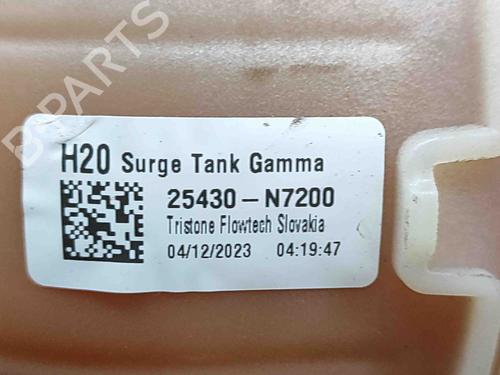 BPARTS
H20 Surge Tank Gamma
25430-N7200
Tristone Flowtech Slovakia
04/12/2023 04:19:47